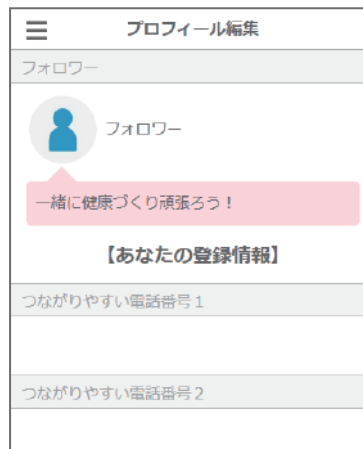 プロフィール編集
フォロワー
フォロワー
一緒に健康づくり頑張ろう！
【あなたの登録情報】
つながりやすい電話番号１
つながりやすい電話番号２